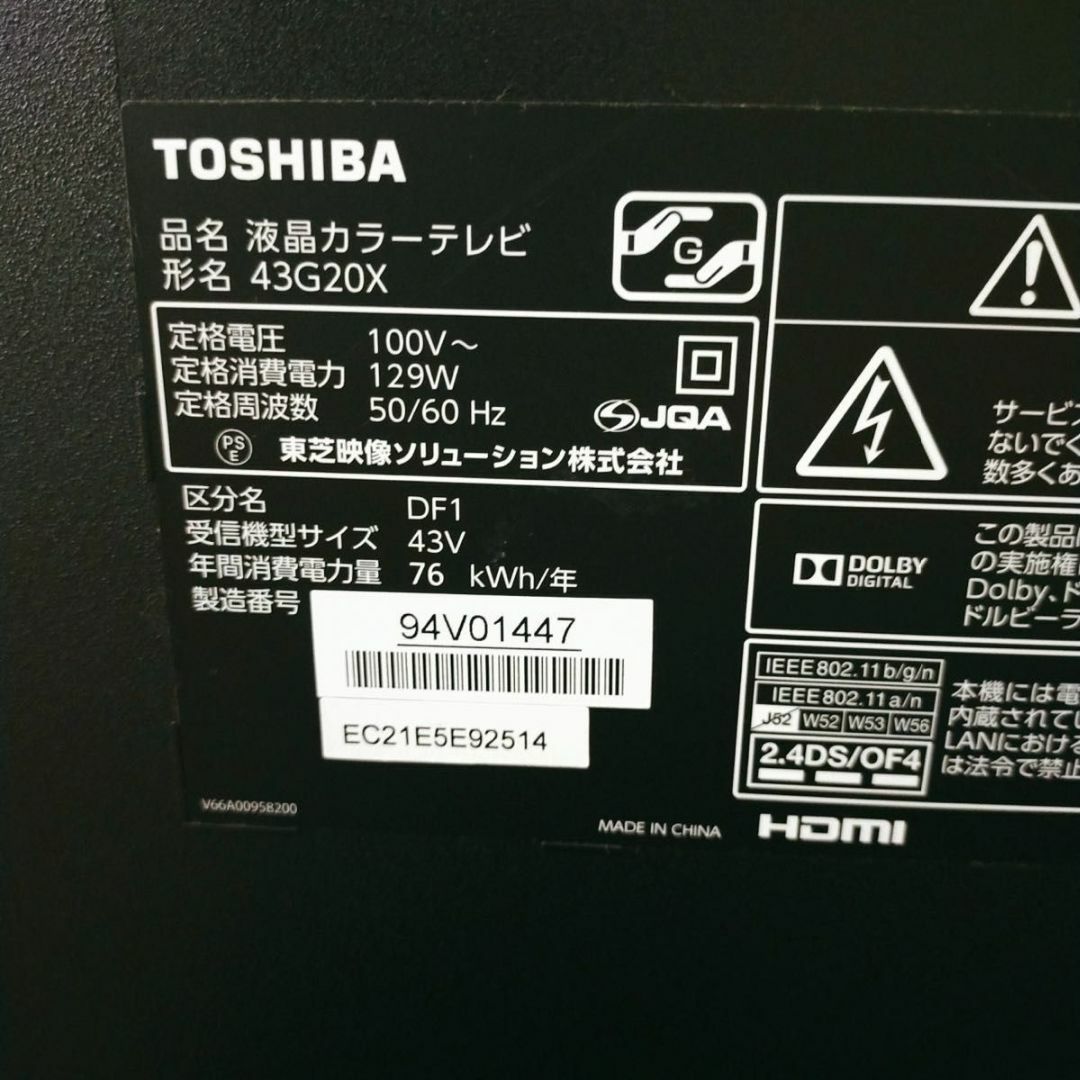 TOSHIBA
品名 液晶カラーテレビ
形名 43G20X
G
定格電圧 100V～
定格消費電力 129W
定格周波数 50/60 Hz
JQA
PS
E
東芝映像ソリューション株式会社
区分名 DF1
受信機型サイズ 43V
年間消費電力量 76 kWh/年
製造番号
94V01447
EC21E5E92514
V66A00958200
MADE IN CHINA
サービス
ないでく
数多くあ
DOLBY
DIGITAL
この製品
の実施権
Dolby、ド
ドルビーラ
IEEE802.11b/g/n
IEEE802.11a/n
J52 W52 W53 W56
2.4DS/OF4
本機には電
内蔵されてい
LANにおける
は法令で禁止
HDMI